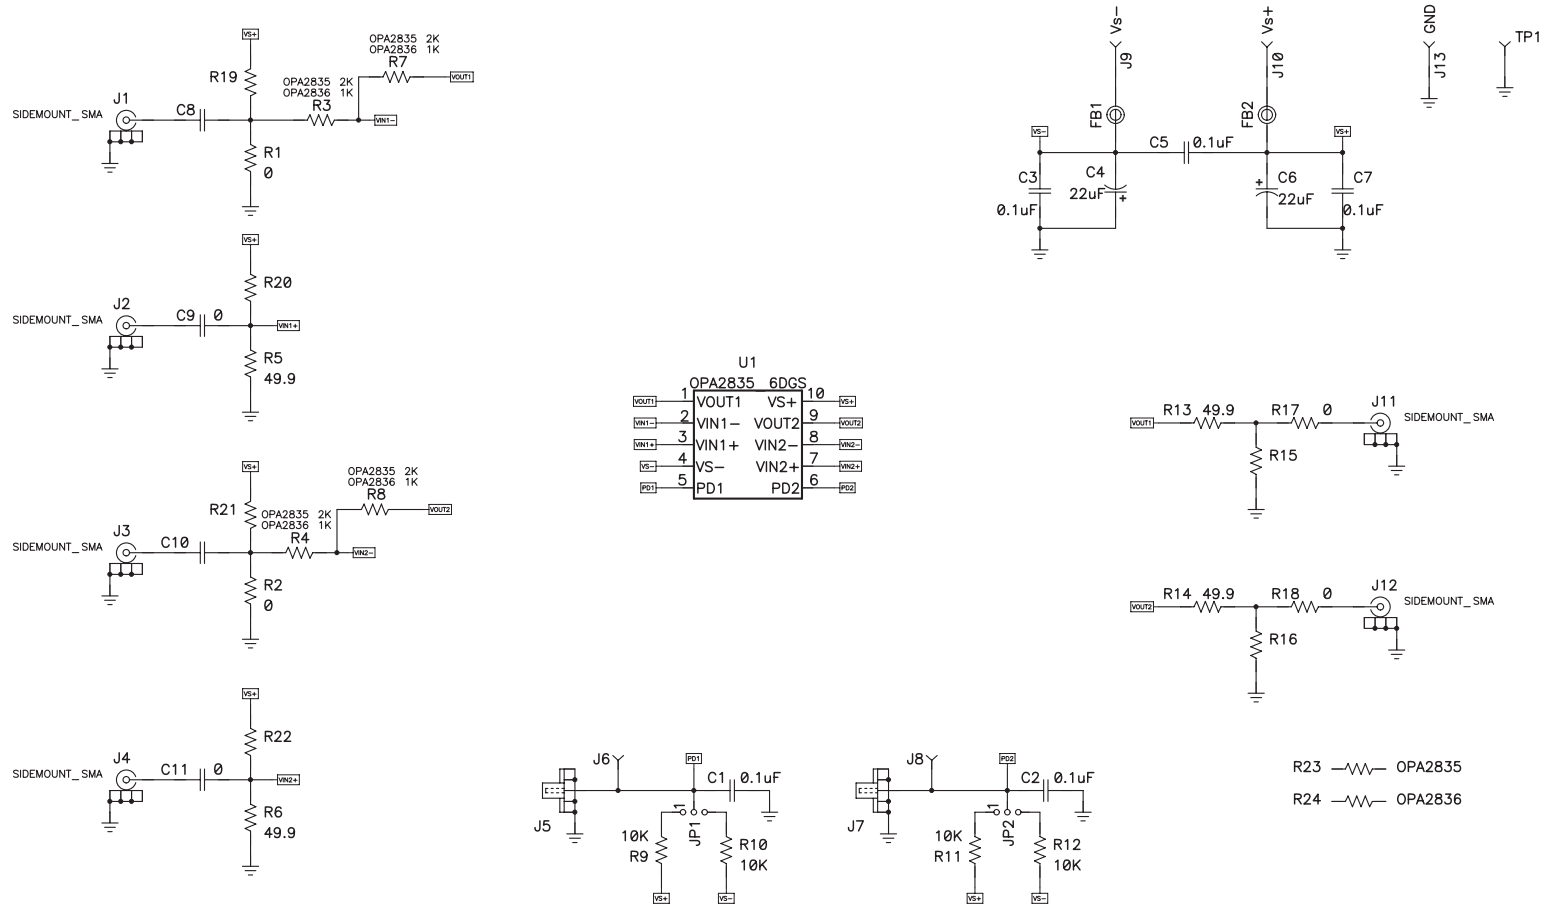 VS+
R19
OPA2835 2K
OPA2836 1K
R7
VOUT1
OPA2835 2K
OPA2836 1K
R3
VIN1-
SIDEMOUNT_SMA
J1
C8
R1
0
VS+
R20
SIDEMOUNT_SMA
J2
C9 0
VIN1+
R5
49.9
VS+
R21
OPA2835 2K
OPA2836 1K
R8
VOUT2
OPA2835 2K
OPA2836 1K
R4
VIN2-
SIDEMOUNT_SMA
J3
C10
R2
0
VS+
R22
SIDEMOUNT_SMA
J4
C11 0
VIN2+
R6
49.9
Vs-
J9
FB1
Vs+
J10
FB2
GND
J13
TP1
VS-
C5 0.1uF
VS+
C3
0.1uF
C4
22uF
+
+
C6
22uF
C7
0.1uF
U1
OPA2835 6DGS
VOUT1 1 VOUT1 VS+ 10 VS+
VIN1- 2 VIN1- VOUT2 9 VOUT2
VIN1+ 3 VIN1+ VIN2- 8 VIN2-
VS- 4 VS- VIN2+ 7 VIN2+
PD1 5 PD1 PD2 6 PD2
VOUT1
R13 49.9
R17 0
J11
SIDEMOUNT_SMA
R15
VOUT2
R14 49.9
R18 0
J12
SIDEMOUNT_SMA
R16
J5
J6
PD1
C1 0.1uF
1
JP1
10K
R9
R10
10K
VS+
VS-
J7
J8
PD2
C2 0.1uF
1
JP2
10K
R11
R12
10K
VS+
VS-
R23 OPA2835
R24 OPA2836